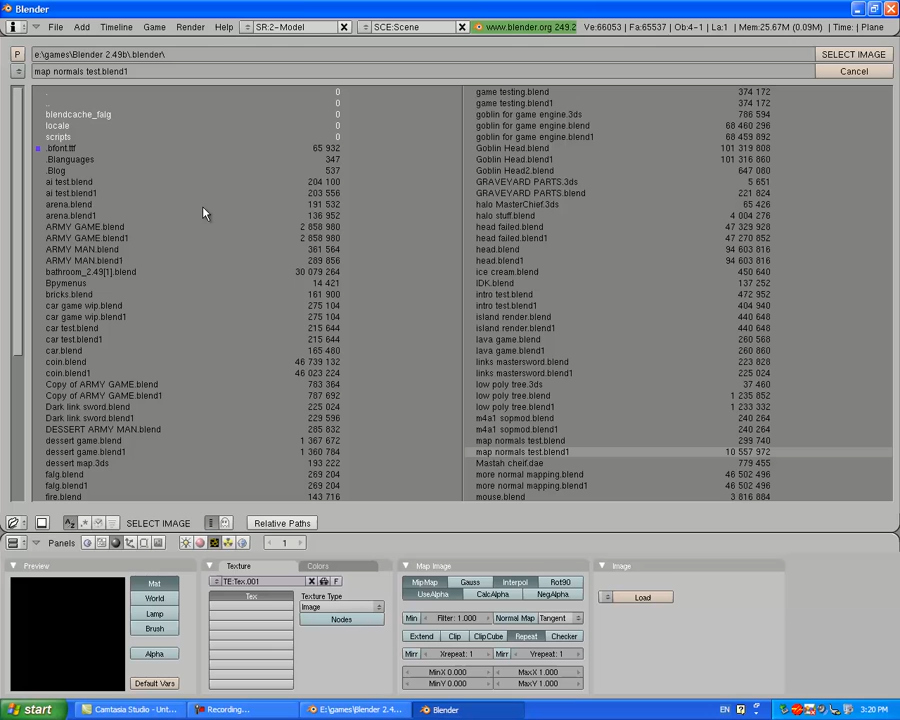 Blender
File Add Timeline Game Render Help SR:2-Model SCE:Scene www.blender.org 249.2 Ve:66053 | Fa:65537 | Ob:4-1 | La:1 | Mem:25.67M (0.09M) | Time: | Plane
P e:\games\Blender 2.49b\.blender\ SELECT IMAGE
map normals test.blend1 Cancel
. 0
.. 0
blendcache_falg 0
locale 0
scripts 0
.bfont.ttf 65 932
.Blanguages 347
.Blog 537
ai test.blend 204 100
ai test.blend1 203 556
arena.blend 191 532
arena.blend1 136 952
ARMY GAME.blend 2 858 980
ARMY GAME.blend1 2 858 980
ARMY MAN.blend 361 564
ARMY MAN.blend1 289 856
bathroom_2.49[1].blend 30 079 264
Bpymenus 14 421
bricks.blend 161 900
car game wip.blend 275 104
car game wip.blend1 275 104
car test.blend 215 644
car test.blend1 215 644
car.blend 165 480
coin.blend 46 739 132
coin.blend1 46 023 224
Copy of ARMY GAME.blend 783 364
Copy of ARMY GAME.blend1 787 692
Dark link sword.blend 225 024
Dark link sword.blend1 229 596
DESSERT ARMY MAN.blend 285 832
dessert game.blend 1 367 672
dessert game.blend1 1 360 784
dessert map.3ds 193 222
falg.blend 269 204
falg.blend1 269 204
fire.blend 143 716
game testing.blend 374 172
game testing.blend1 374 172
goblin for game engine.3ds 786 594
goblin for game engine.blend 68 460 296
goblin for game engine.blend1 68 459 892
Goblin Head.blend 101 319 808
Goblin Head.blend1 101 316 860
Goblin Head2.blend 647 080
GRAVEYARD PARTS.3ds 5 651
GRAVEYARD PARTS.blend 221 824
halo MasterChief.3ds 65 426
halo stuff.blend 4 004 276
head failed.blend 47 329 928
head failed.blend1 47 270 852
head.blend 94 603 816
head.blend1 94 603 816
ice cream.blend 450 640
IDK.blend 137 252
intro test.blend 472 952
intro test.blend1 404 940
island render.blend 440 648
island render.blend1 440 648
lava game.blend 260 568
lava game.blend1 260 860
links mastersword.blend 223 828
links mastersword.blend1 225 024
low poly tree.3ds 37 460
low poly tree.blend 1 235 852
low poly tree.blend1 1 233 332
m4a1 sopmod.blend 240 264
m4a1 sopmod.blend1 240 264
map normals test.blend 299 740
map normals test.blend1 10 557 972
Mastah cheif.dae 779 455
more normal mapping.blend 46 502 496
more normal mapping.blend1 46 502 496
mouse.blend 3 816 884
SELECT IMAGE Relative Paths
Panels 1
Preview
Mat
World
Lamp
Brush
Alpha
Default Vars
Texture Colors
TE:Tex.001 F
Tex
Texture Type
Image
Nodes
Map Image
MipMap Gauss Interpol Rot90
UseAlpha CalcAlpha NegAlpha
Min Filter: 1.000 Normal Map Tangent
Extend Clip ClipCube Repeat Checker
Mirr Xrepeat: 1 Mirr Yrepeat: 1
MinX 0.000 MaxX 1.000
MinY 0.000 MaxY 1.000
Image
Load
start Camtasia Studio - Unt... Recording... E:\games\Blender 2.4... Blender EN 3:20 PM